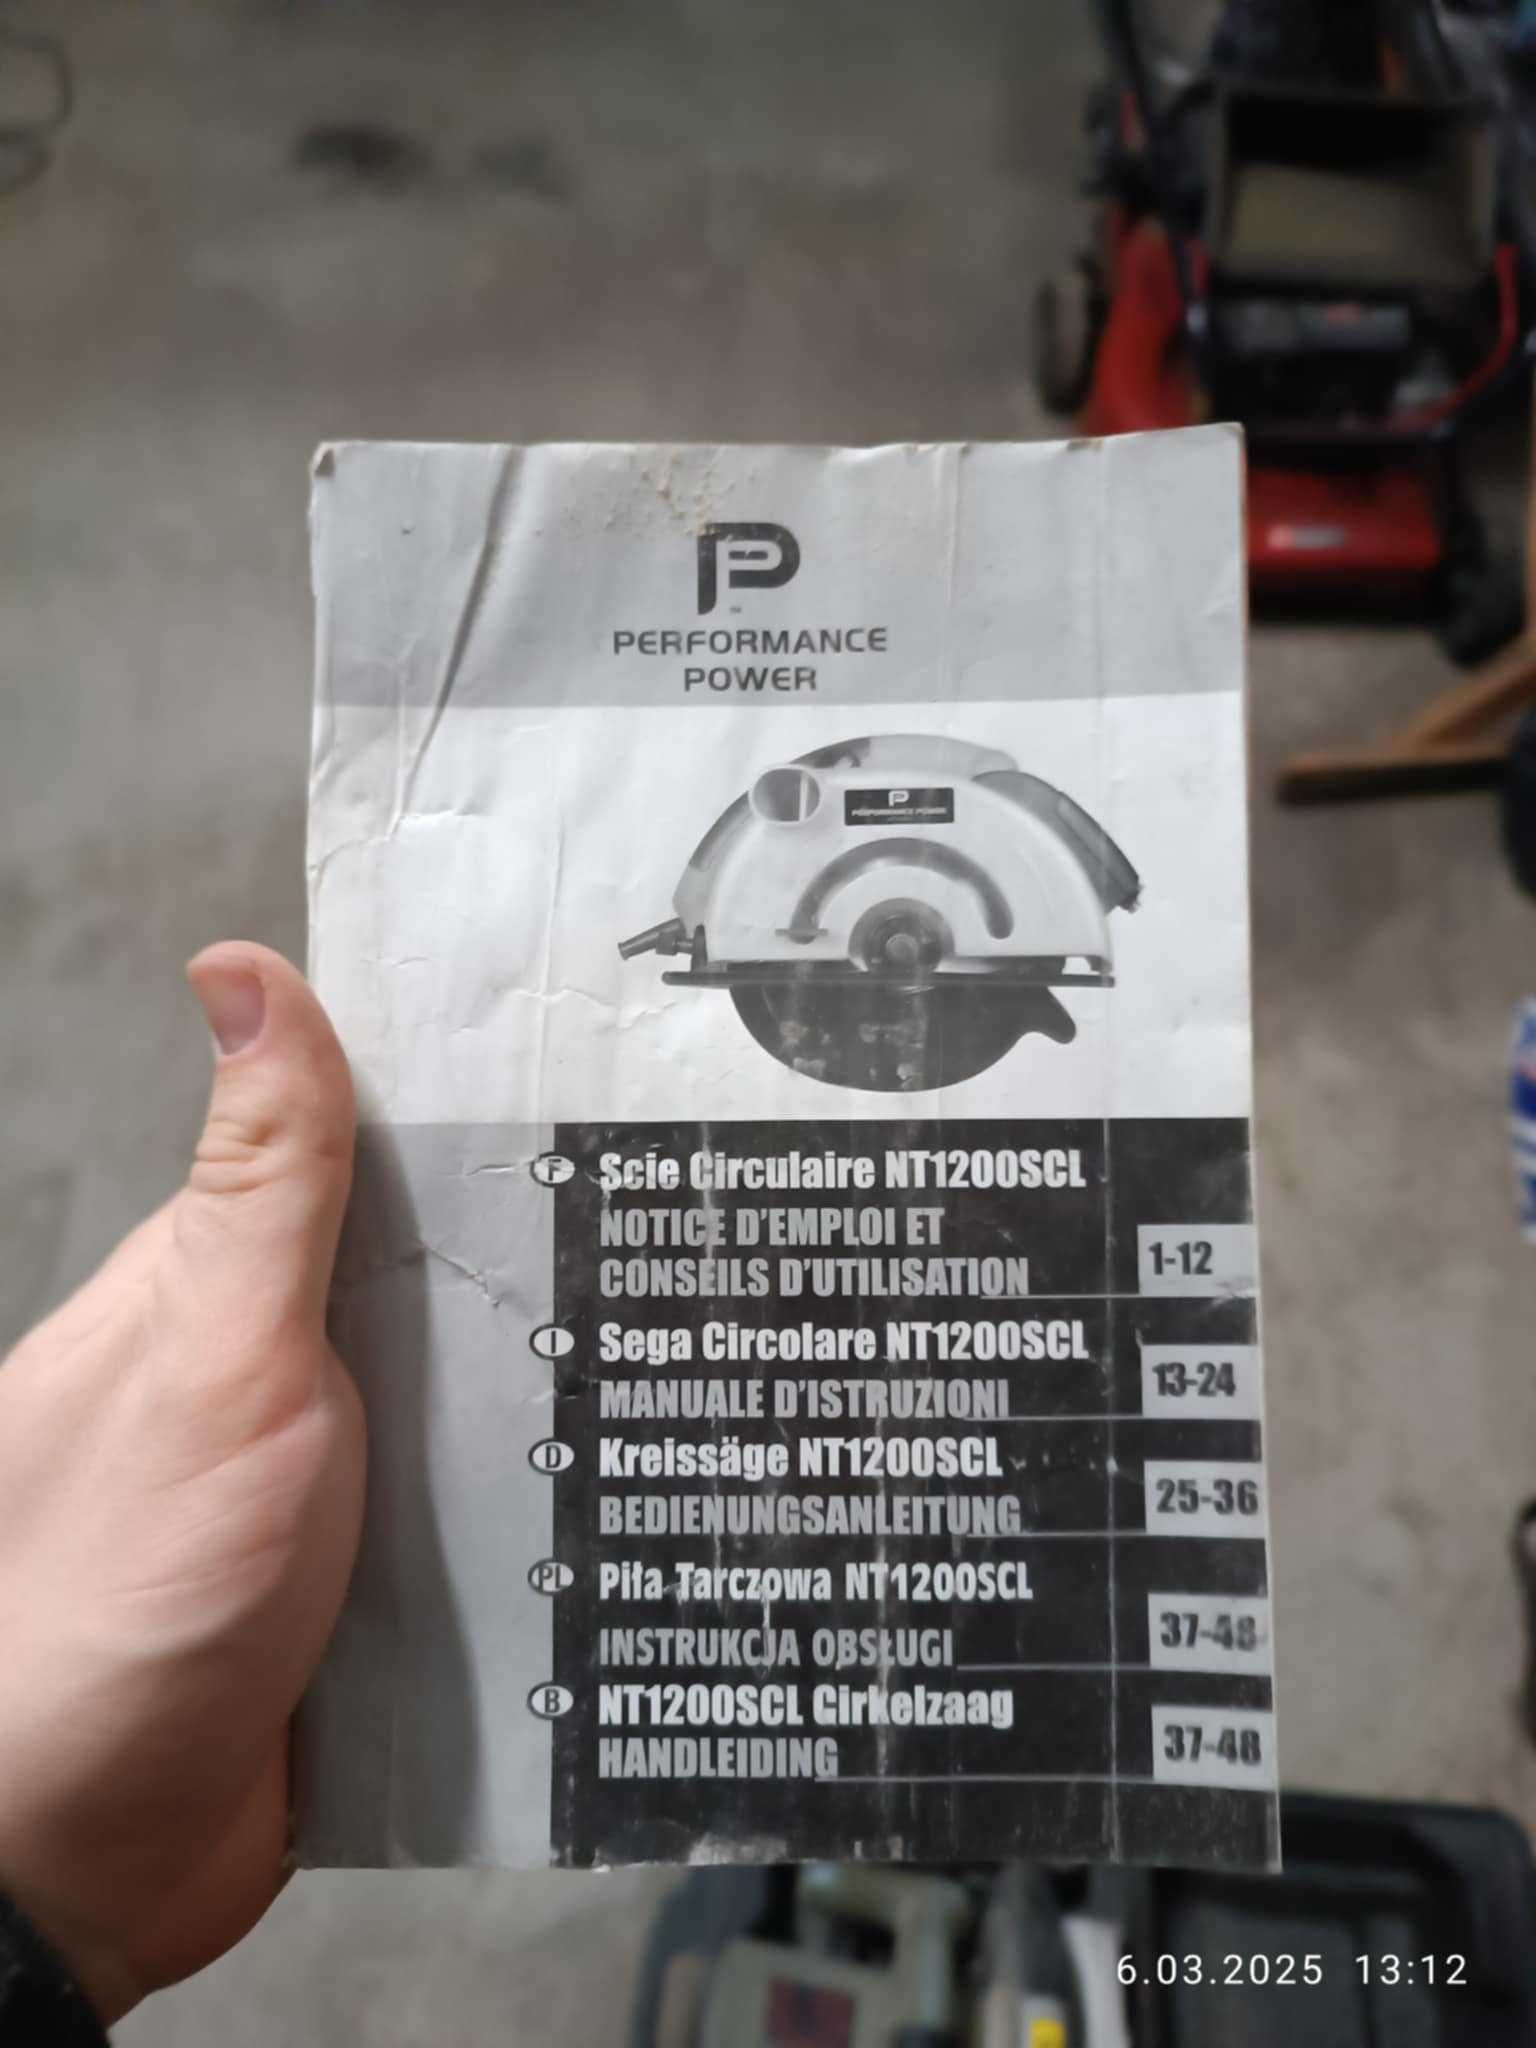 P
™
PERFORMANCE
POWER
P
PERFORMANCE POWER
F Scie Circulaire NT1200SCL
NOTICE D'EMPLOI ET
CONSEILS D'UTILISATION 1-12
I Sega Circolare NT1200SCL
MANUALE D'ISTRUZIONI 13-24
D Kreissäge NT1200SCL
BEDIENUNGSANLEITUNG 25-36
PL Piła Tarczowa NT1200SCL
INSTRUKCJA OBSŁUGI 37-48
B NT1200SCL Cirkelzaag
HANDLEIDING 37-48
6.03.2025 13:12